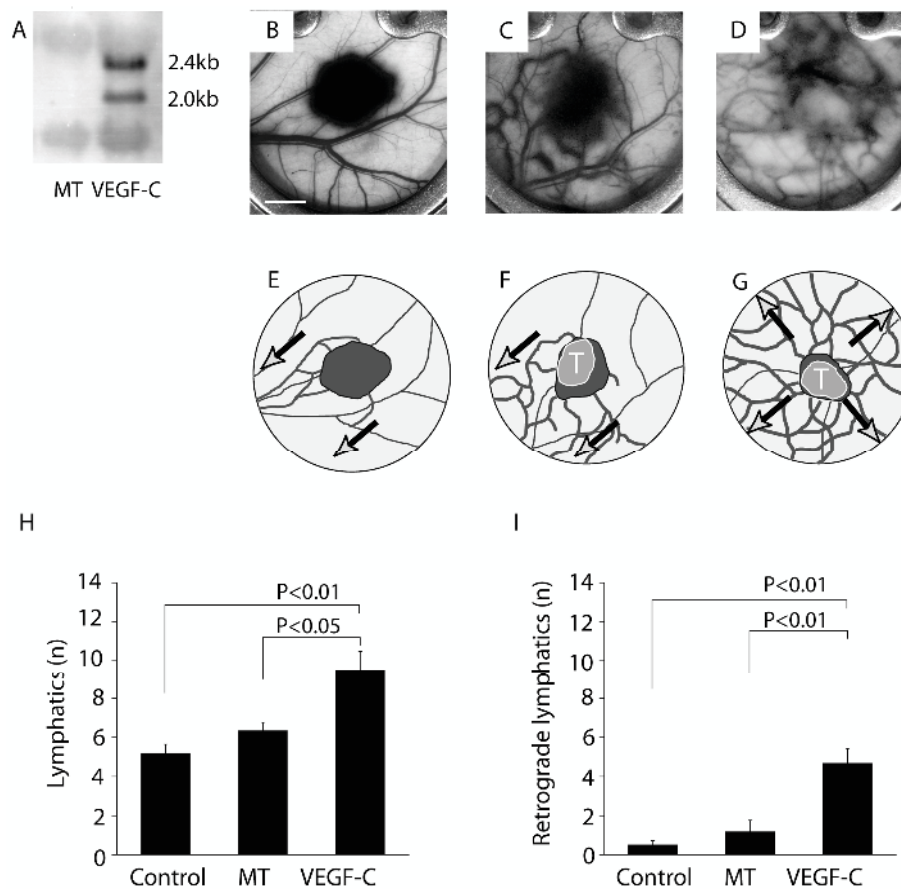 A
2.4kb
2.0kb
MT VEGF-C
B
C
D
E
F
T
G
T
H
Lymphatics (n)
14
12
10
8
6
4
2
0
P<0.01
P<0.05
Control MT VEGF-C
I
Retrograde lymphatics (n)
14
12
10
8
6
4
2
0
P<0.01
P<0.01
Control MT VEGF-C